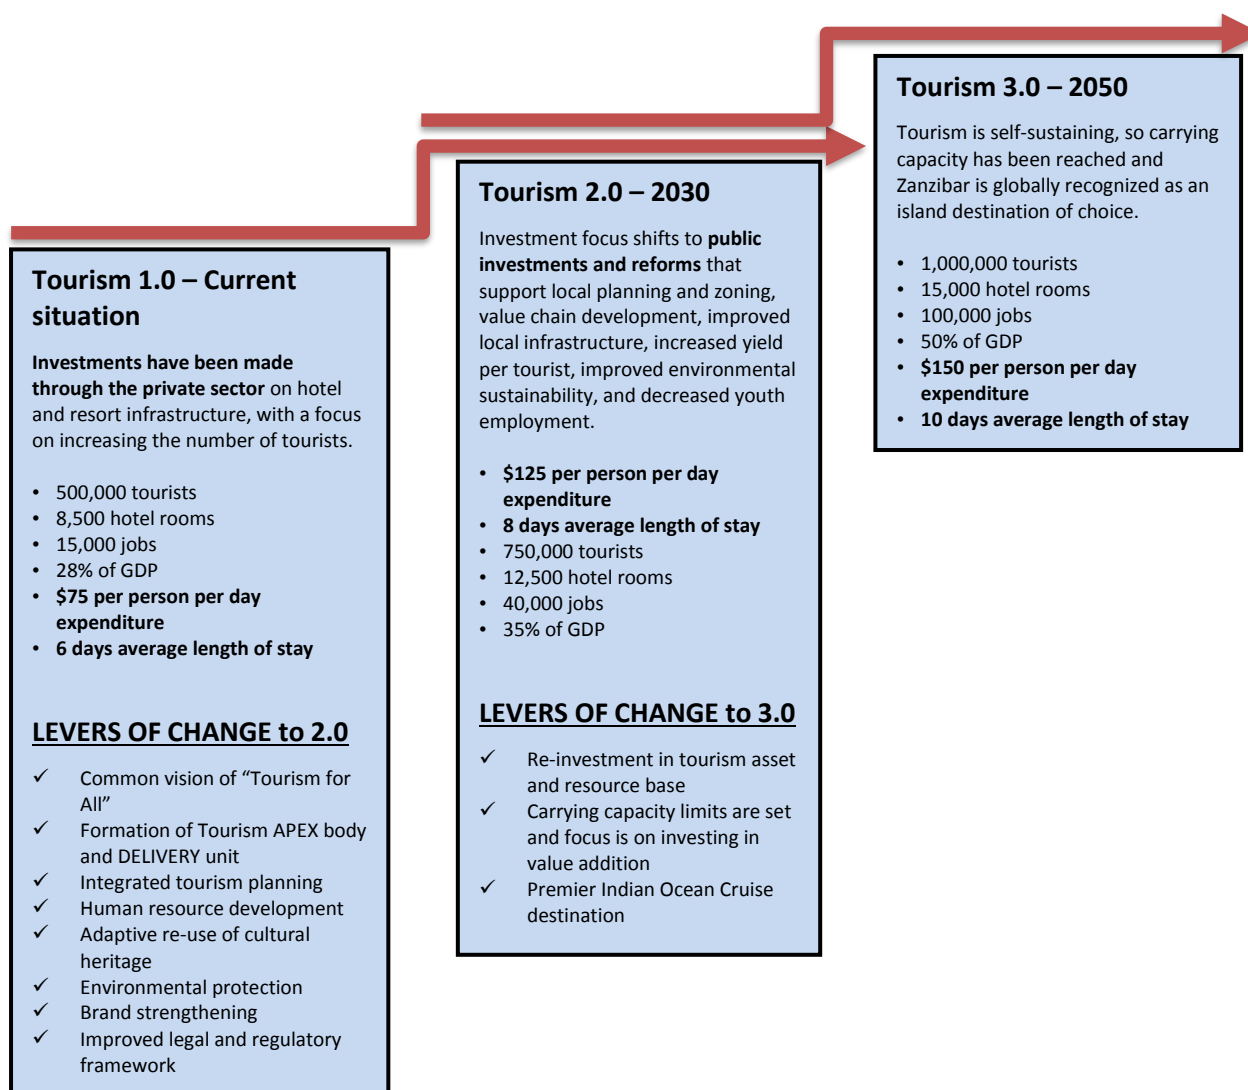 Tourism 1.0 – Current
situation
Investments have been made
through the private sector on hotel
and resort infrastructure, with a focus
on increasing the number of tourists.
• 500,000 tourists
• 8,500 hotel rooms
• 15,000 jobs
• 28% of GDP
• $75 per person per day
expenditure
• 6 days average length of stay
LEVERS OF CHANGE to 2.0
✓ Common vision of “Tourism for
All”
✓ Formation of Tourism APEX body
and DELIVERY unit
✓ Integrated tourism planning
✓ Human resource development
✓ Adaptive re-use of cultural
heritage
✓ Environmental protection
✓ Brand strengthening
✓ Improved legal and regulatory
framework
Tourism 2.0 – 2030
Investment focus shifts to public
investments and reforms that
support local planning and zoning,
value chain development, improved
local infrastructure, increased yield
per tourist, improved environmental
sustainability, and decreased youth
employment.
• $125 per person per day
expenditure
• 8 days average length of stay
• 750,000 tourists
• 12,500 hotel rooms
• 40,000 jobs
• 35% of GDP
LEVERS OF CHANGE to 3.0
✓ Re-investment in tourism asset
and resource base
✓ Carrying capacity limits are set
and focus is on investing in
value addition
✓ Premier Indian Ocean Cruise
destination
Tourism 3.0 – 2050
Tourism is self-sustaining, so carrying
capacity has been reached and
Zanzibar is globally recognized as an
island destination of choice.
• 1,000,000 tourists
• 15,000 hotel rooms
• 100,000 jobs
• 50% of GDP
• $150 per person per day
expenditure
• 10 days average length of stay